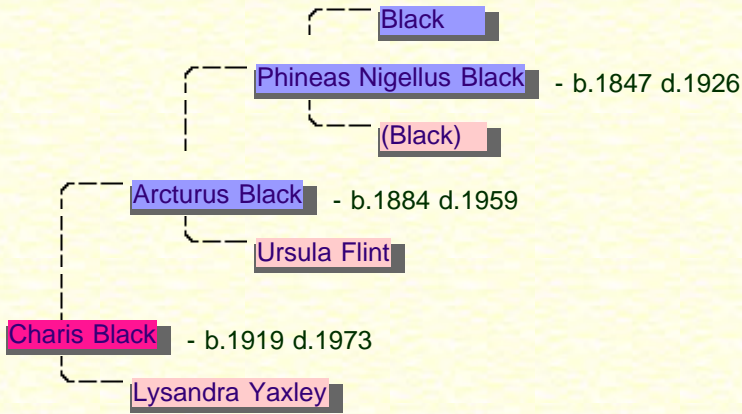 Black
Phineas Nigellus Black - b.1847 d.1926
(Black)
Arcturus Black - b.1884 d.1959
Ursula Flint
Charis Black - b.1919 d.1973
Lysandra Yaxley